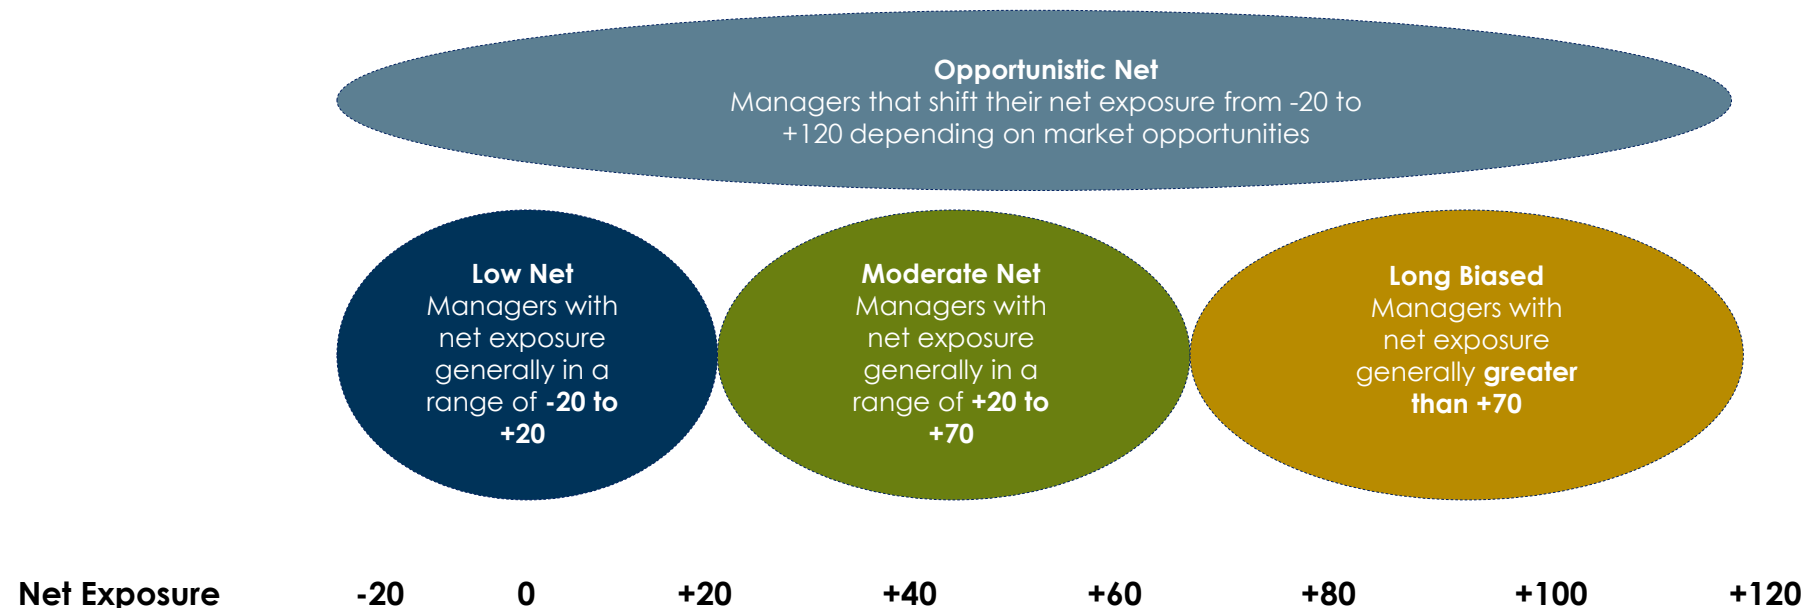 Opportunistic Net
Managers that shift their net exposure from -20 to
+120 depending on market opportunities
Low Net
Managers with
net exposure
generally in a
range of -20 to
+20
Moderate Net
Managers with
net exposure
generally in a
range of +20 to
+70
Long Biased
Managers with
net exposure
generally greater
than +70
Net Exposure -20 0 +20 +40 +60 +80 +100 +120